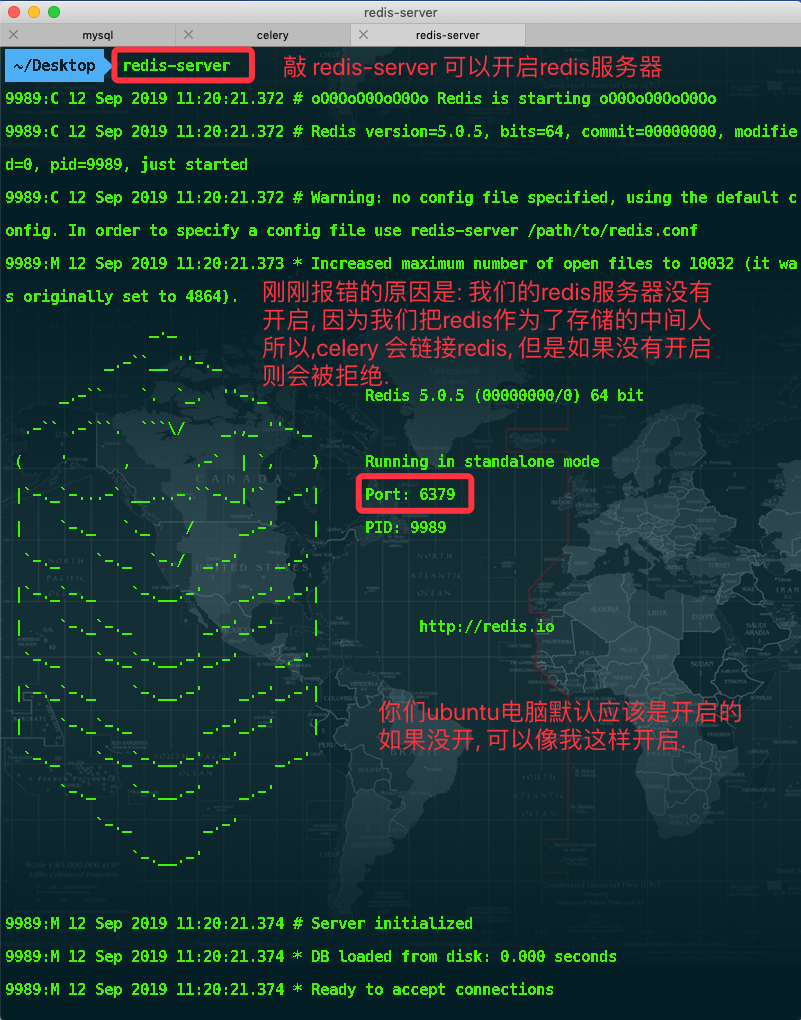 redis-server
mysql
celery
redis-server
~/Desktop redis-server
敲 redis-server 可以开启redis服务器
9989:C 12 Sep 2019 11:20:21.372 # oO0OoO0OoO0Oo Redis is starting oO0OoO0OoO0Oo
9989:C 12 Sep 2019 11:20:21.372 # Redis version=5.0.5, bits=64, commit=00000000, modifie
d=0, pid=9989, just started
9989:C 12 Sep 2019 11:20:21.372 # Warning: no config file specified, using the default c
onfig. In order to specify a config file use redis-server /path/to/redis.conf
9989:M 12 Sep 2019 11:20:21.373 * Increased maximum number of open files to 10032 (it wa
s originally set to 4864).
刚刚报错的原因是: 我们的redis服务器没有
开启, 因为我们把redis作为了存储的中间人
所以,celery 会链接redis, 但是如果没有开启
则会被拒绝.
Redis 5.0.5 (00000000/0) 64 bit
Running in standalone mode
Port: 6379
PID: 9989
http://redis.io
你们ubuntu电脑默认应该是开启的
如果没开, 可以像我这样开启.
9989:M 12 Sep 2019 11:20:21.374 # Server initialized
9989:M 12 Sep 2019 11:20:21.374 * DB loaded from disk: 0.000 seconds
9989:M 12 Sep 2019 11:20:21.374 * Ready to accept connections